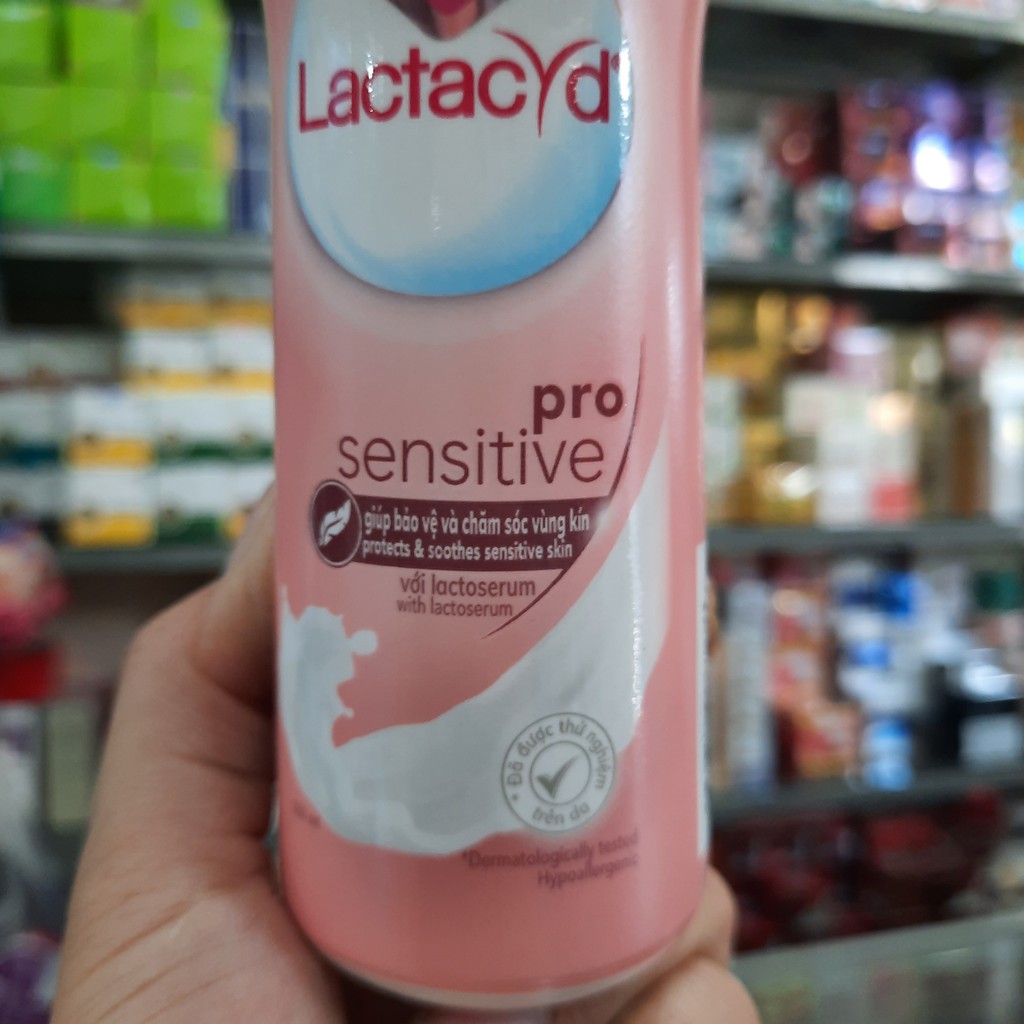 Lactacyd
pro
sensitive
giúp bảo vệ và chăm sóc vùng kín
protects & soothes sensitive skin
với lactoserum
with lactoserum
• Đã được thử nghiệm
trên da
*Dermatologically tested
Hypoallergenic